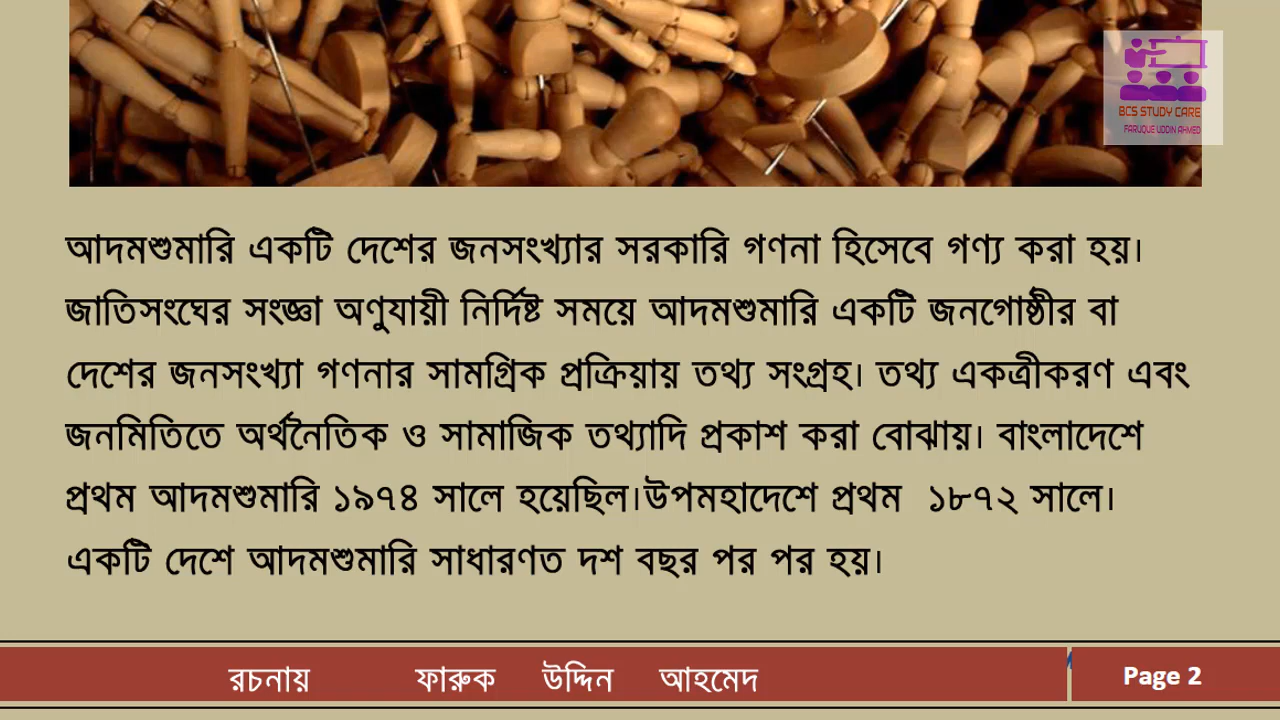 BCS STUDY CARE
FARUQUE UDDIN AHMED
আদমশুমারি একটি দেশের জনসংখ্যার সরকারি গণনা হিসেবে গণ্য করা হয়।
জাতিসংঘের সংজ্ঞা অণুযায়ী নির্দিষ্ট সময়ে আদমশুমারি একটি জনগোষ্ঠীর বা
দেশের জনসংখ্যা গণনার সামগ্রিক প্রক্রিয়ায় তথ্য সংগ্রহ। তথ্য একত্রীকরণ এবং
জনমিতিতে অর্থনৈতিক ও সামাজিক তথ্যাদি প্রকাশ করা বোঝায়। বাংলাদেশে
প্রথম আদমশুমারি ১৯৭৪ সালে হয়েছিল।উপমহাদেশে প্রথম ১৮৭২ সালে।
একটি দেশে আদমশুমারি সাধারণত দশ বছর পর পর হয়।
রচনায় ফারুক উদ্দিন আহমেদ
Page 2